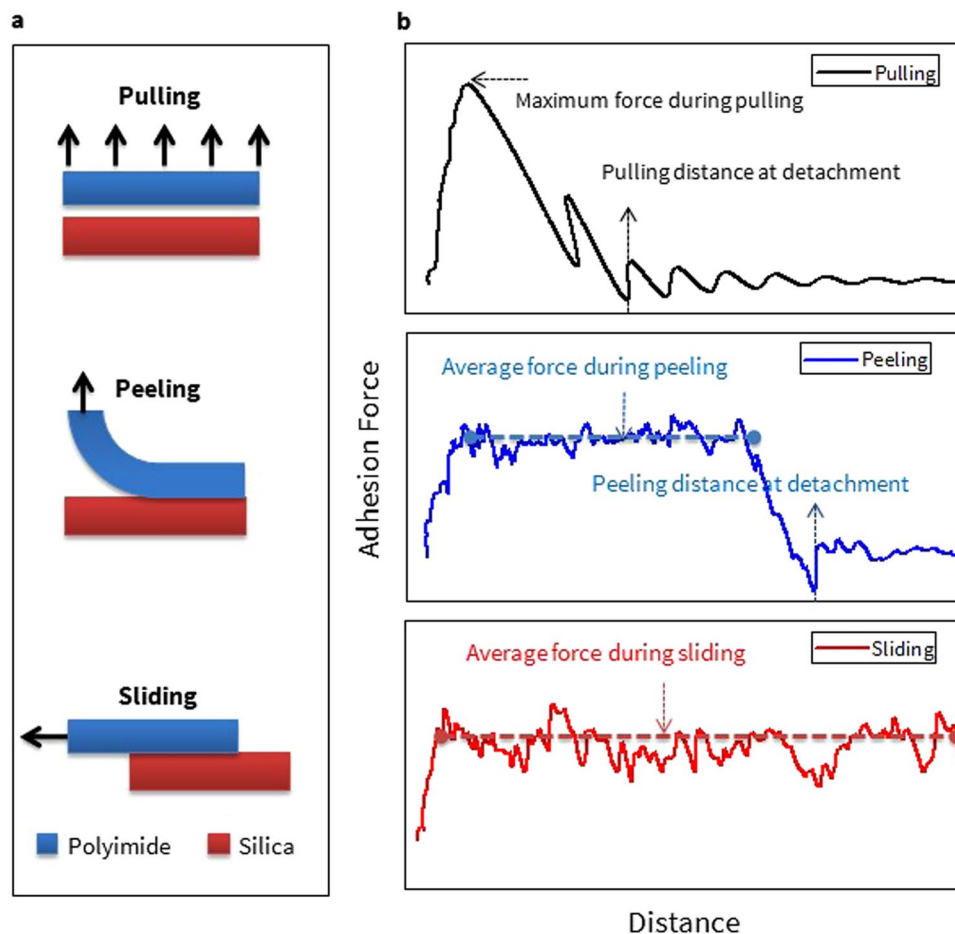 a
Pulling
Peeling
Sliding
Polyimide
Silica
b
Pulling
Maximum force during pulling
Pulling distance at detachment
Peeling
Average force during peeling
Peeling distance at detachment
Sliding
Average force during sliding
Adhesion Force
Distance